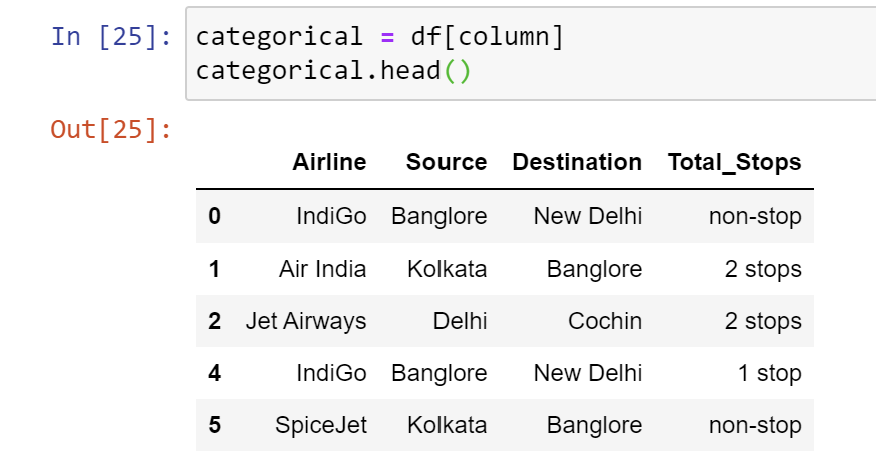 In [25]: categorical = df[column]
categorical.head()
Out[25]:
Airline Source Destination Total_Stops
0 IndiGo Banglore New Delhi non-stop
1 Air India Kolkata Banglore 2 stops
2 Jet Airways Delhi Cochin 2 stops
4 IndiGo Banglore New Delhi 1 stop
5 SpiceJet Kolkata Banglore non-stop